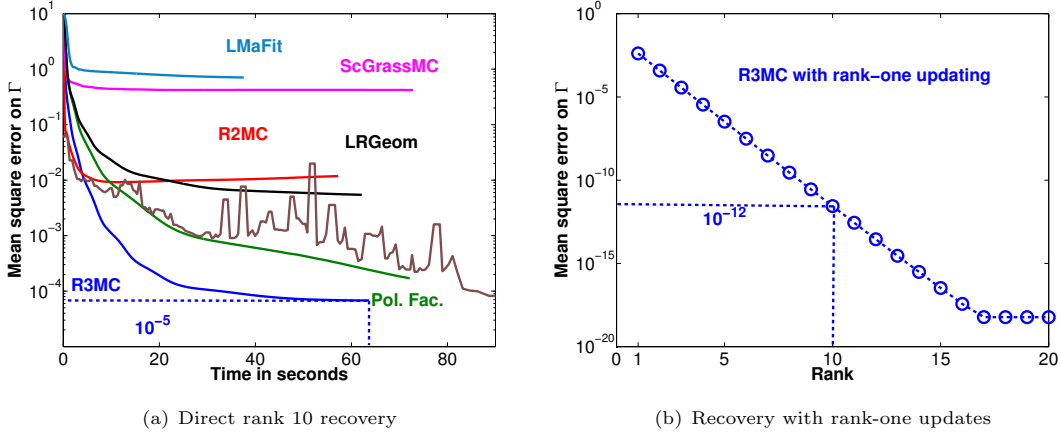 Mean square error on Γ
10^1
10^0
10^-1
10^-2
10^-3
10^-4
LMaFit
ScGrassMC
R2MC
LRGeom
R3MC
Pol. Fac.
10^-5
0 20 40 60 80
Time in seconds
(a) Direct rank 10 recovery
Mean square error on Γ
10^0
10^-5
10^-10
10^-15
10^-20
R3MC with rank-one updating
10^-12
0 1 5 10 15 20
Rank
(b) Recovery with rank-one updates